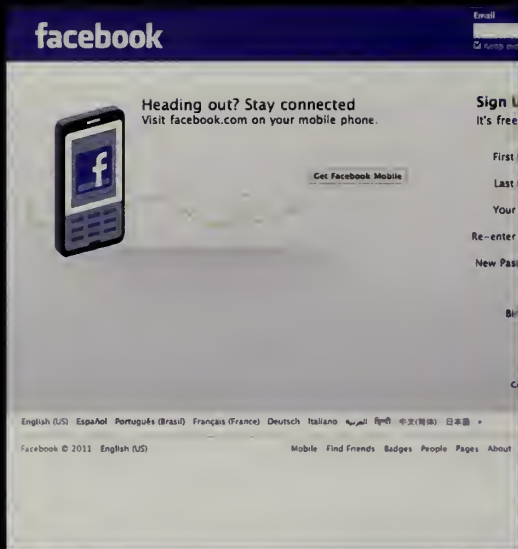 Email
facebook
Heading out? Stay connected
Visit facebook.com on your mobile phone.
Get Facebook Mobile
Sign
It's free
First
Last
Your
Re-enter
New Pas
English (US) Español Português (Brasil) Français (France) Deutsch Italiano العربية हिन्दी 中文(简体) 日本語
Facebook © 2011 English (US)
Mobile Find Friends Badges People Pages About